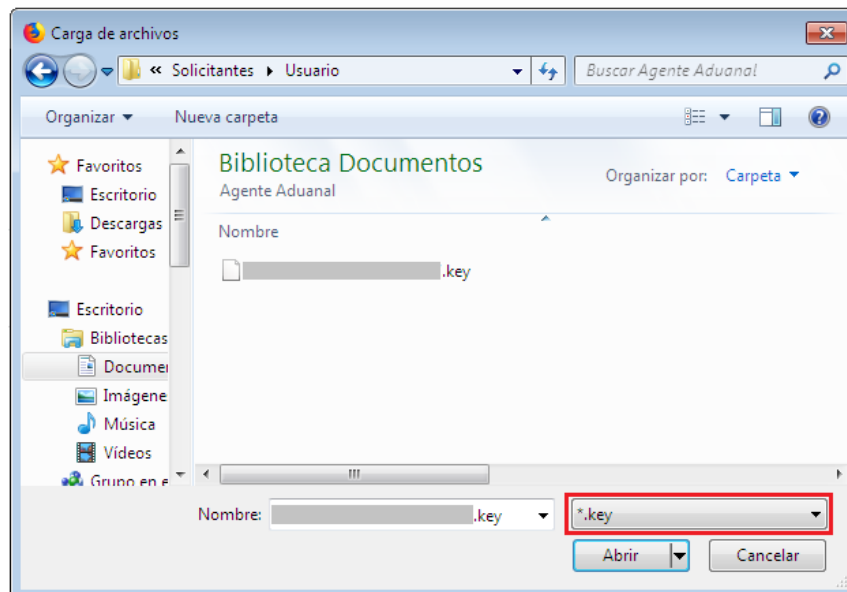 Carga de archivos
« Solicitantes Usuario
Buscar Agente Aduanal
Organizar
Nueva carpeta
Favoritos
Escritorio
Descargas
Favoritos
Escritorio
Bibliotecas
Documei
Imágene
Música
Vídeos
Grupo en e
Biblioteca Documentos
Agente Aduanal
Organizar por: Carpeta
Nombre
.key
Nombre: .key
*.key
Abrir
Cancelar